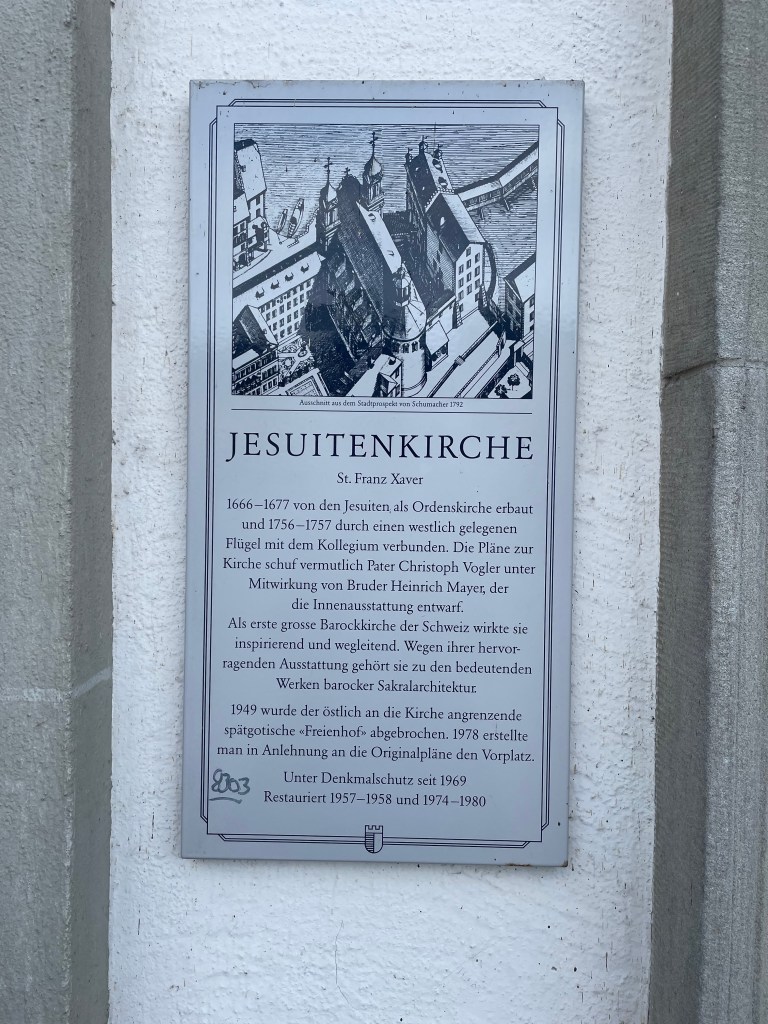 Ausschnitt aus dem Stadtprospekt von Schumacher 1792
JESUITENKIRCHE
St. Franz Xaver
1666–1677 von den Jesuiten als Ordenskirche erbaut
und 1756–1757 durch einen westlich gelegenen
Flügel mit dem Kollegium verbunden. Die Pläne zur
Kirche schuf vermutlich Pater Christoph Vogler unter
Mitwirkung von Bruder Heinrich Mayer, der
die Innenausstattung entwarf.
Als erste grosse Barockkirche der Schweiz wirkte sie
inspirierend und wegleitend. Wegen ihrer hervor-
ragenden Ausstattung gehört sie zu den bedeutenden
Werken barocker Sakralarchitektur.
1949 wurde der östlich an die Kirche angrenzende
spätgotische «Freienhof» abgebrochen. 1978 erstellte
man in Anlehnung an die Originalpläne den Vorplatz.
Unter Denkmalschutz seit 1969
Restauriert 1957–1958 und 1974–1980